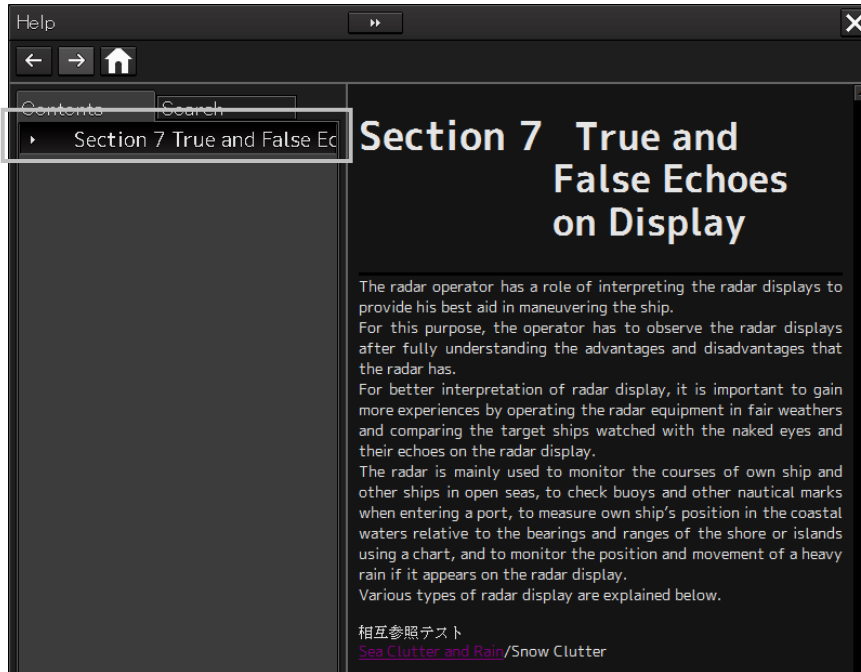 Help
Contents Search
Section 7 True and False Ec
Section 7 True and
False Echoes
on Display
The radar operator has a role of interpreting the radar displays to
provide his best aid in maneuvering the ship.
For this purpose, the operator has to observe the radar displays
after fully understanding the advantages and disadvantages that
the radar has.
For better interpretation of radar display, it is important to gain
more experiences by operating the radar equipment in fair weathers
and comparing the target ships watched with the naked eyes and
their echoes on the radar display.
The radar is mainly used to monitor the courses of own ship and
other ships in open seas, to check buoys and other nautical marks
when entering a port, to measure own ship's position in the coastal
waters relative to the bearings and ranges of the shore or islands
using a chart, and to monitor the position and movement of a heavy
rain if it appears on the radar display.
Various types of radar display are explained below.
相互参照テスト
Sea Clutter and Rain/Snow Clutter